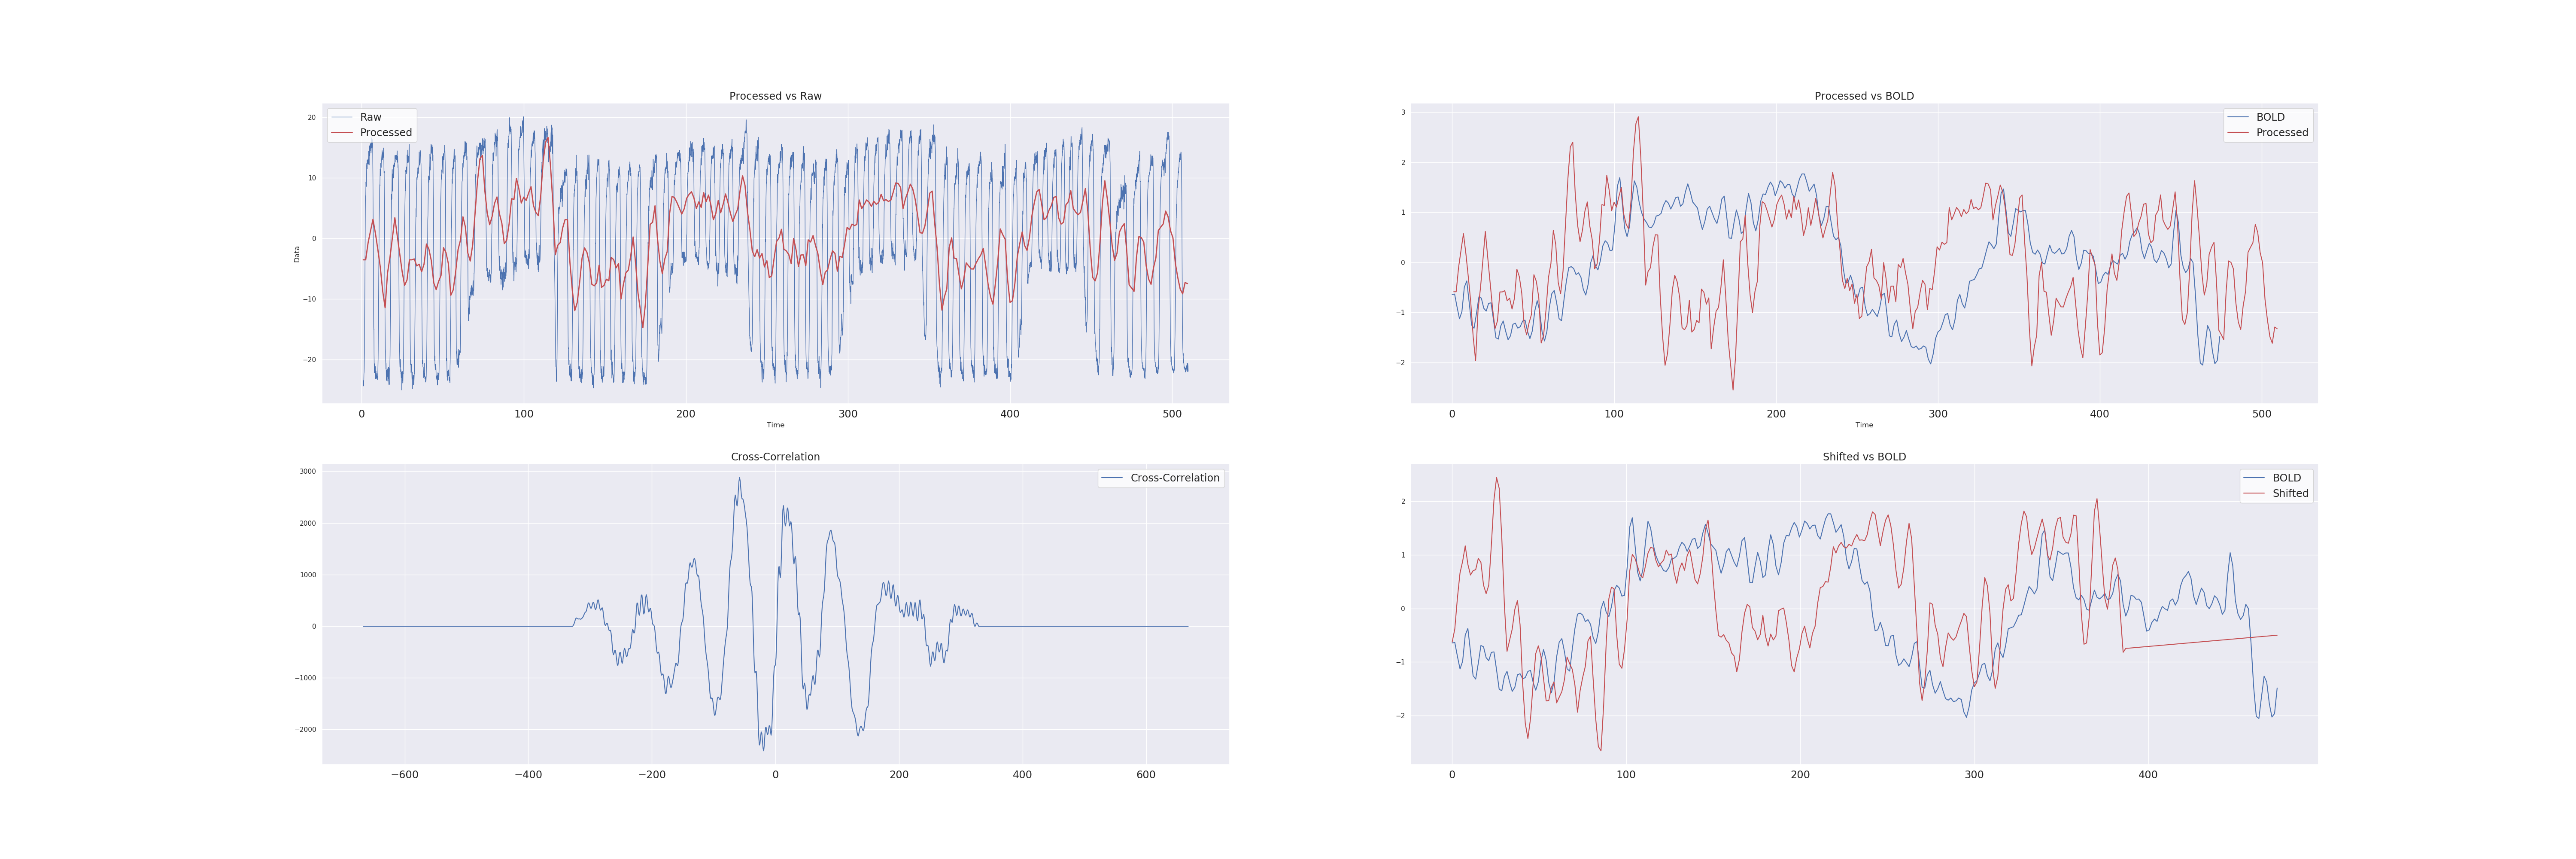 Processed vs Raw
Raw
Processed
20
10
0
−10
−20
Data
0 100 200 300 400 500
Time
Processed vs BOLD
BOLD
Processed
3
2
1
0
−1
−2
0 100 200 300 400 500
Time
Cross-Correlation
Cross-Correlation
3000
2000
1000
0
−1000
−2000
−600 −400 −200 0 200 400 600
Shifted vs BOLD
BOLD
Shifted
2
1
0
−1
−2
0 100 200 300 400